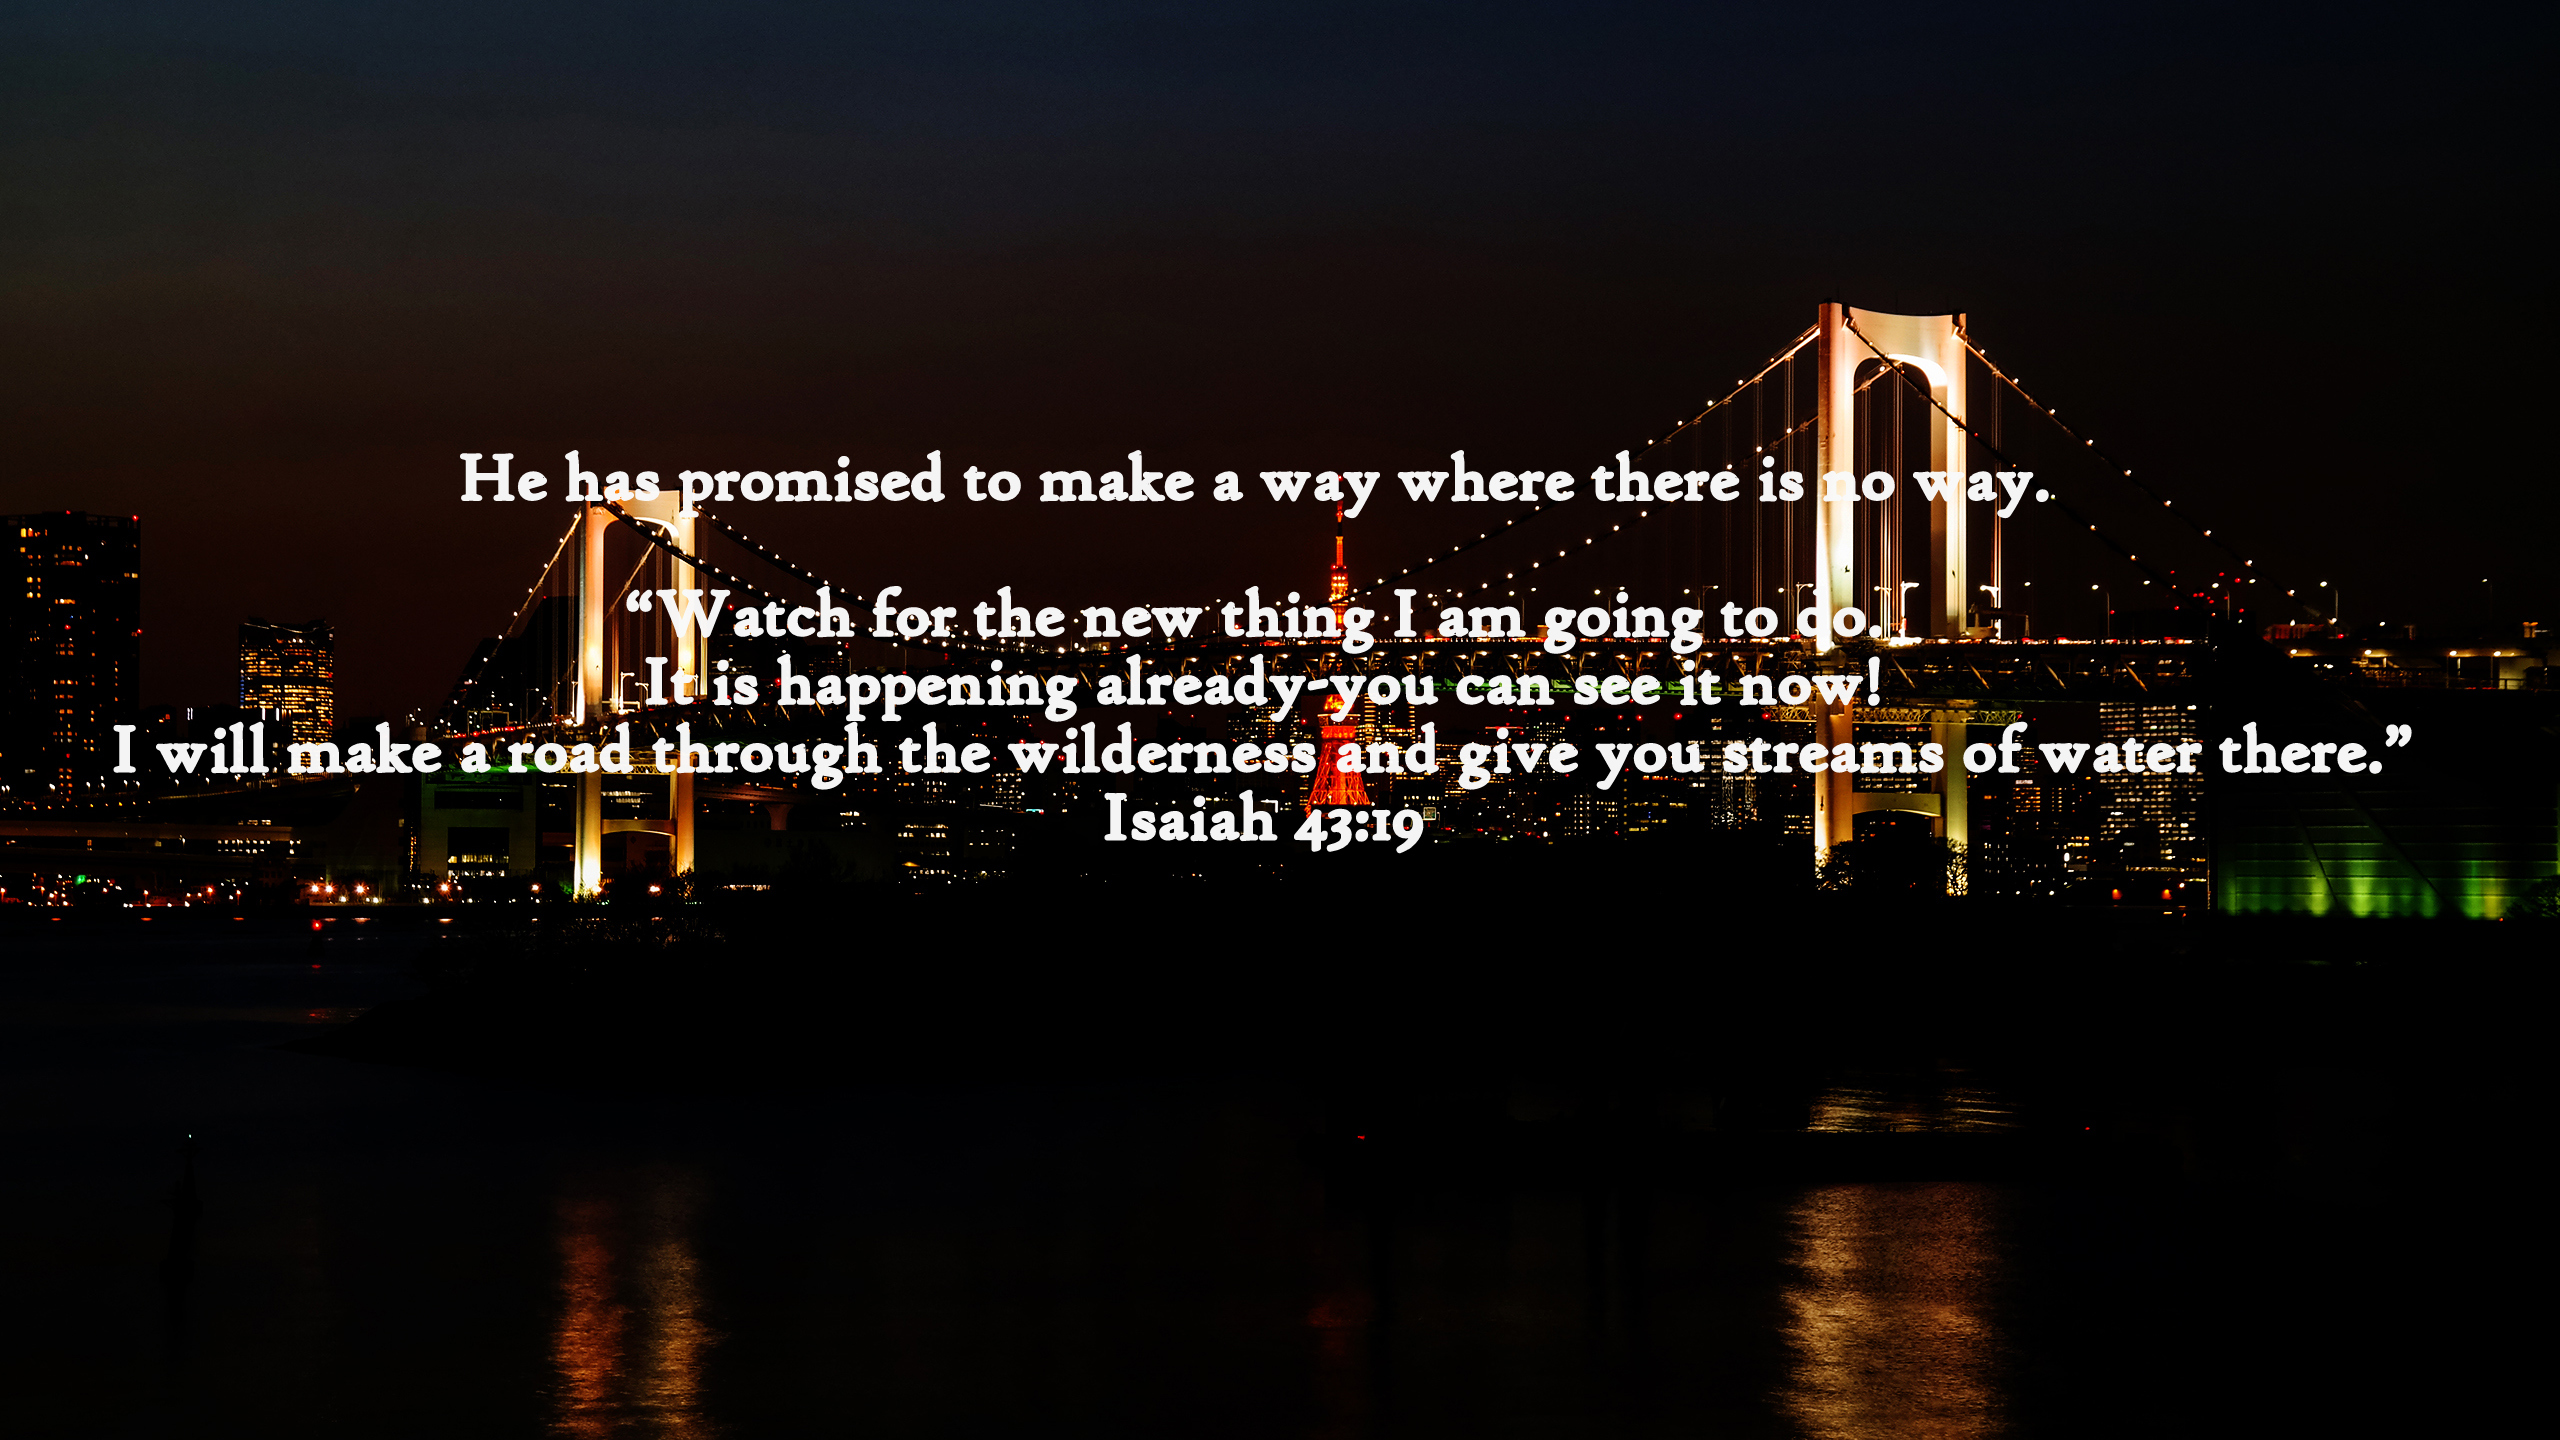 He has promised to make a way where there is no way.
“Watch for the new thing I am going to do.
It is happening already-you can see it now!
I will make a road through the wilderness and give you streams of water there.”
Isaiah 43:19